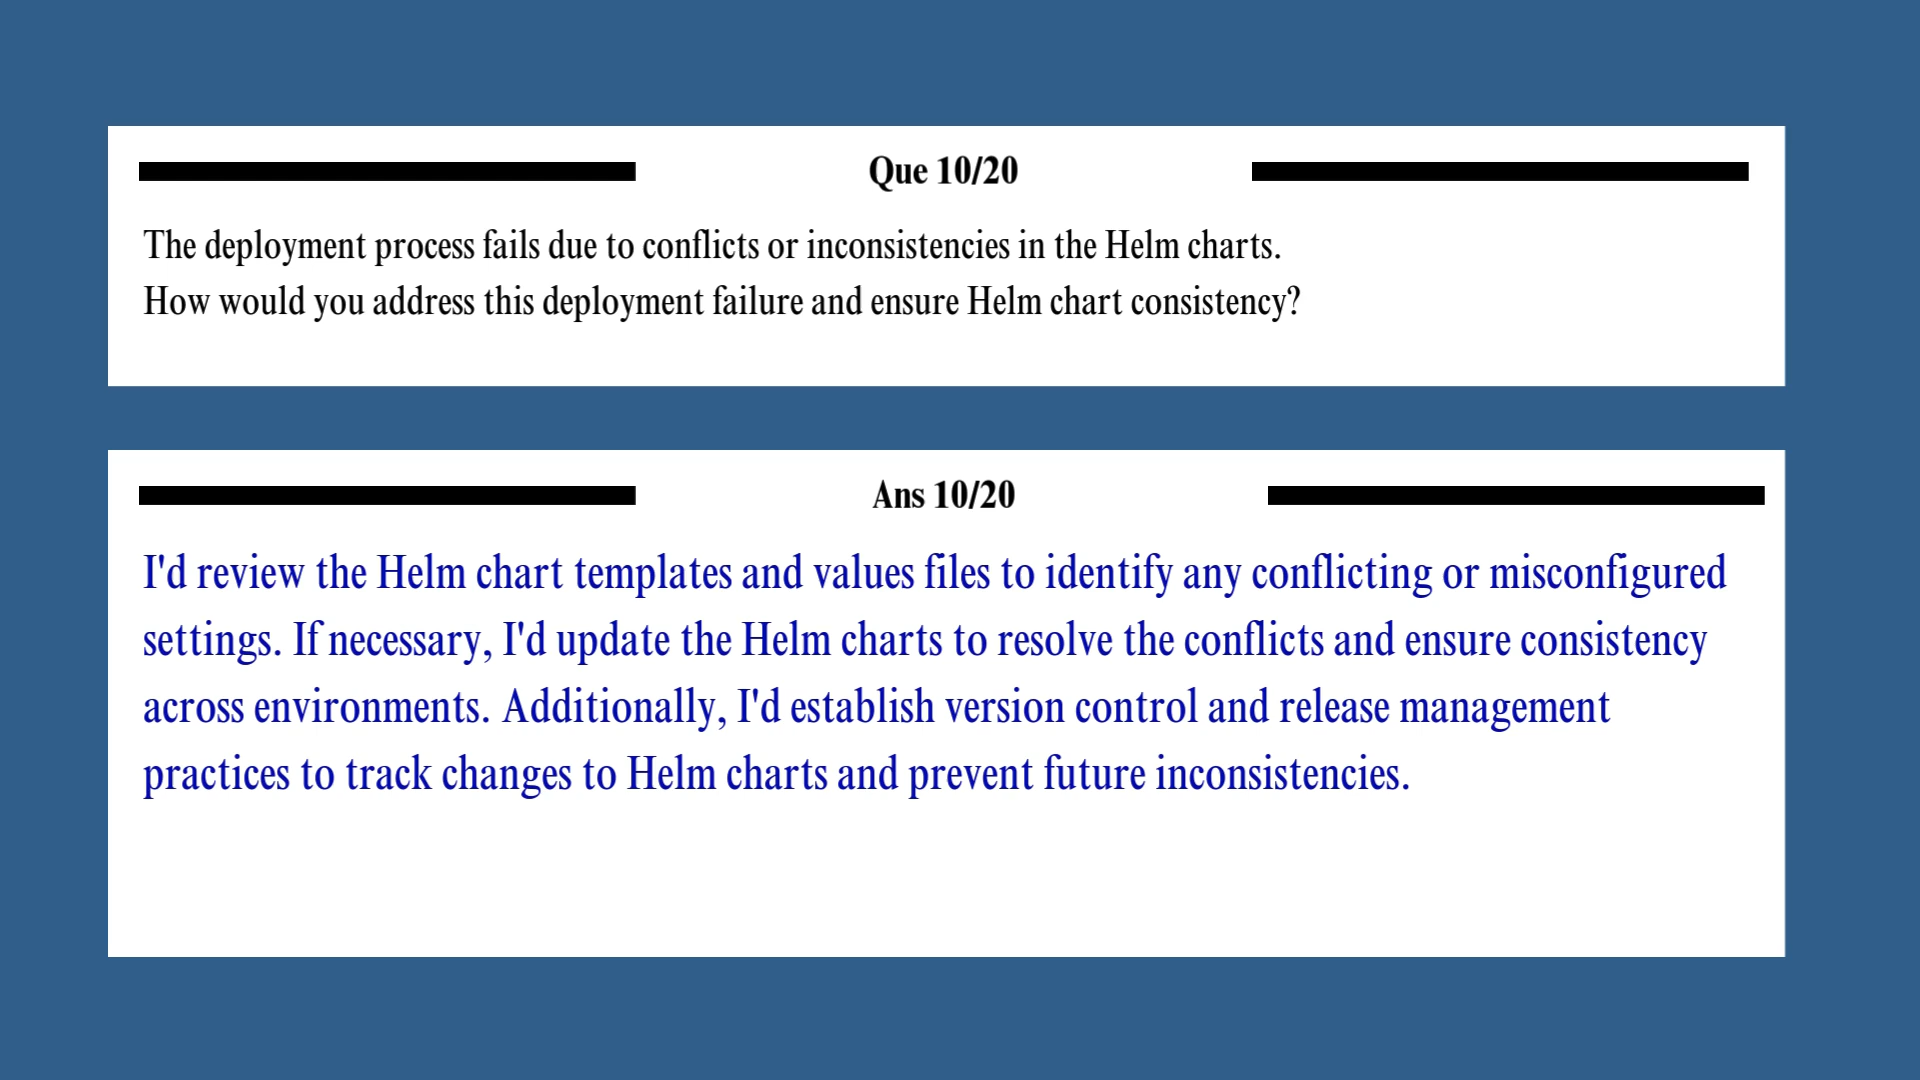 Que 10/20
The deployment process fails due to conflicts or inconsistencies in the Helm charts.
How would you address this deployment failure and ensure Helm chart consistency?
Ans 10/20
I'd review the Helm chart templates and values files to identify any conflicting or misconfigured
settings. If necessary, I'd update the Helm charts to resolve the conflicts and ensure consistency
across environments. Additionally, I'd establish version control and release management
practices to track changes to Helm charts and prevent future inconsistencies.